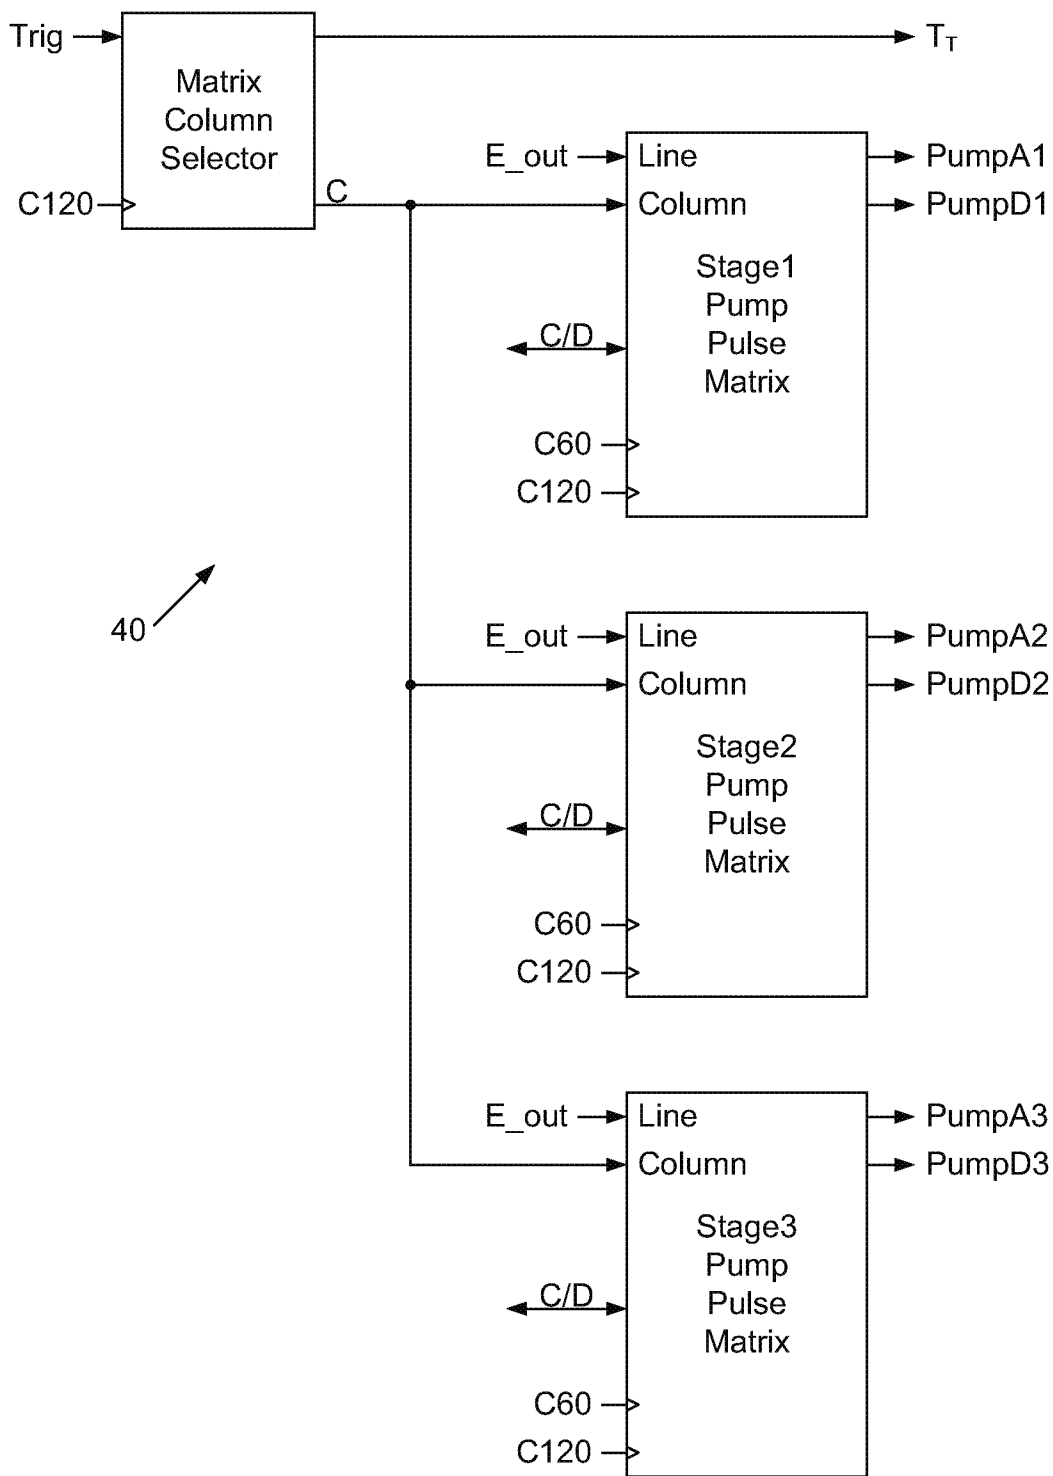 Trig
T_T
Matrix
Column
Selector
C120
C
E_out
Line
PumpA1
Column
PumpD1
Stage1
Pump
Pulse
Matrix
C/D
C60
C120
40
E_out
Line
PumpA2
Column
PumpD2
Stage2
Pump
Pulse
Matrix
C/D
C60
C120
E_out
Line
PumpA3
Column
PumpD3
Stage3
Pump
Pulse
Matrix
C/D
C60
C120